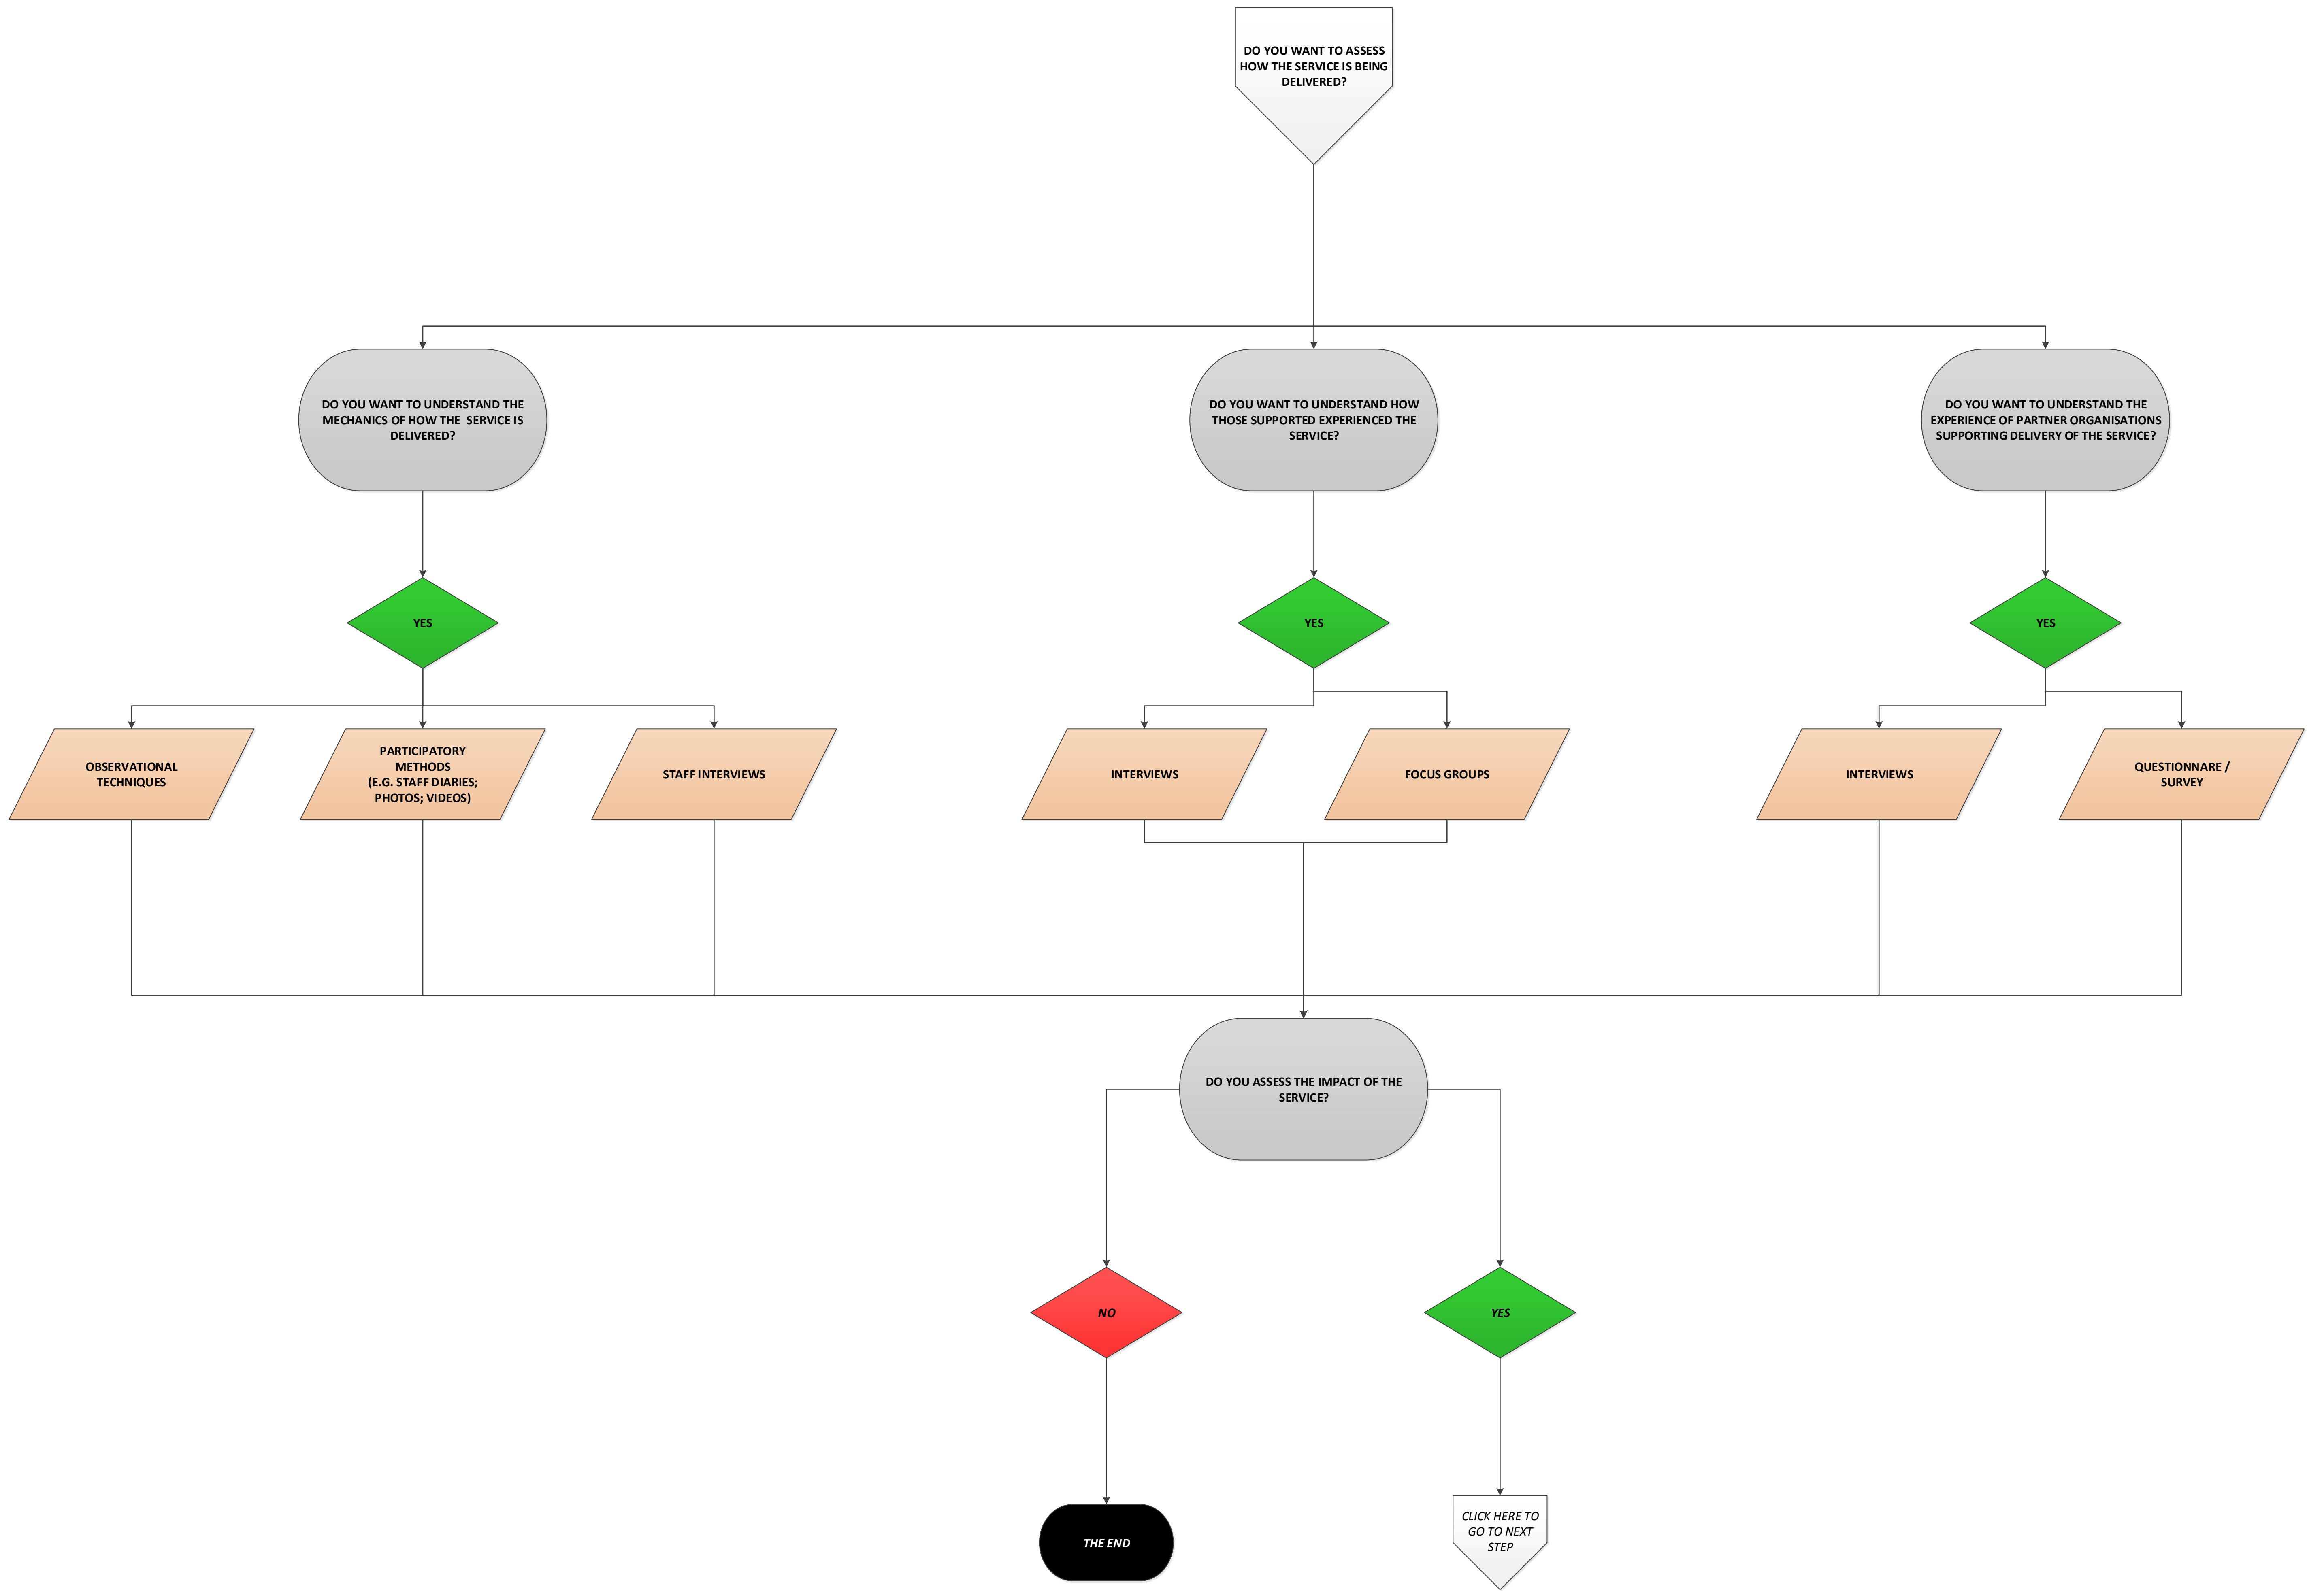 DO YOU WANT TO ASSESS
HOW THE SERVICE IS BEING
DELIVERED?
DO YOU WANT TO UNDERSTAND THE
MECHANICS OF HOW THE SERVICE IS
DELIVERED?
DO YOU WANT TO UNDERSTAND HOW
THOSE SUPPORTED EXPERIENCED THE
SERVICE?
DO YOU WANT TO UNDERSTAND THE
EXPERIENCE OF PARTNER ORGANISATIONS
SUPPORTING DELIVERY OF THE SERVICE?
YES
YES
YES
OBSERVATIONAL
TECHNIQUES
PARTICIPATORY
METHODS
(E.G. STAFF DIARIES;
PHOTOS; VIDEOS)
STAFF INTERVIEWS
INTERVIEWS
FOCUS GROUPS
INTERVIEWS
QUESTIONNARE /
SURVEY
DO YOU ASSESS THE IMPACT OF THE
SERVICE?
NO
YES
THE END
CLICK HERE TO
GO TO NEXT
STEP